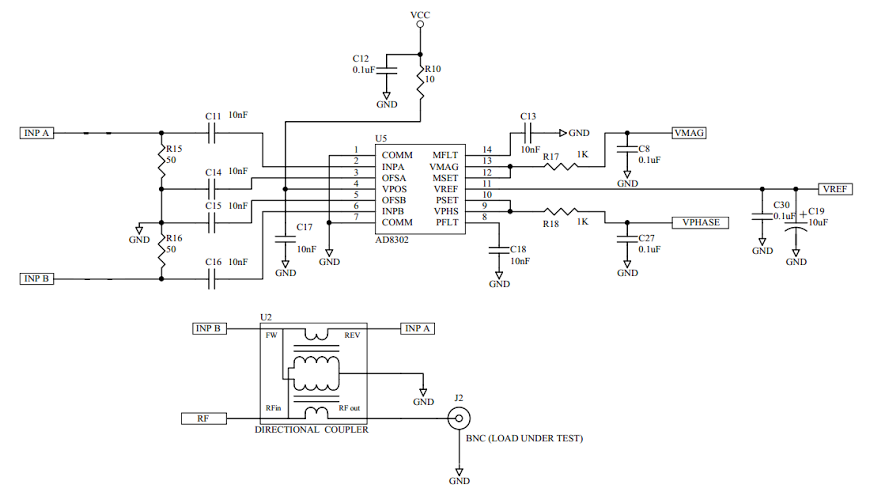 VCC
C12
0.1uF
R10
10
GND
C11 10nF
C13
10nF
GND
INP A
U5
R15
50
C14 10nF
C15 10nF
GND
R16
50
C16 10nF
INP B
C17
10nF
GND
GND
1 COMM MFLT 14
2 INPA VMAG 13
3 OFSA MSET 12
4 VPOS VREF 11
5 OFSB PSET 10
6 INPB VPHS 9
7 COMM PFLT 8
AD8302
R17 1K
VMAG
C8
0.1uF
GND
VREF
R18 1K
VPHASE
C27
0.1uF
GND
C18
10nF
GND
C30
0.1uF
GND
+ C19
10uF
GND
U2
INP B FW REV INP A
GND
RF RFin RF out
DIRECTIONAL COUPLER
J2
BNC (LOAD UNDER TEST)
GND